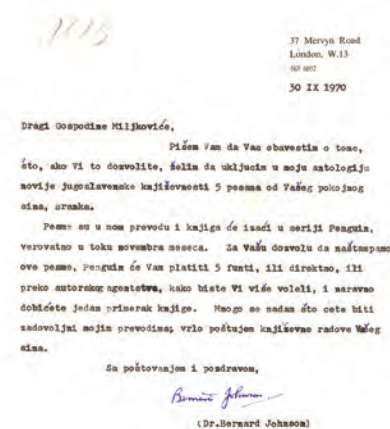 37 Mervyn Road
London, W.13
30 IX 1970
Dragi Gospodine Miljkoviće,
Pišem Vam da Vas obavestim o tome,
što, ako Vi to dozvolite, želim da uključim u moju antologiju
novije jugoslavenske književnosti 5 pesama od Vašeg pokojnog
sina, Branka.
Pesme su u mom prevodu i knjiga će izaći u seriji Penguin,
verovatno u toku novembra meseca. Za Vašu dozvolu da naštampamo
ove pesme, Penguin će Vam platiti 5 funti, ili direktno, ili
preko autorskog agentstva, kako biste Vi više voleli, i naravno
dobićete jedan primerak knjige. Mnogo se nadam što ćete biti
zadovoljni mojim prevodima; vrlo poštujem književne radove Vašeg
sina.
Sa poštovanjem i pozdravom,
Bernard Johnson
(Dr.Bernard Johnson)